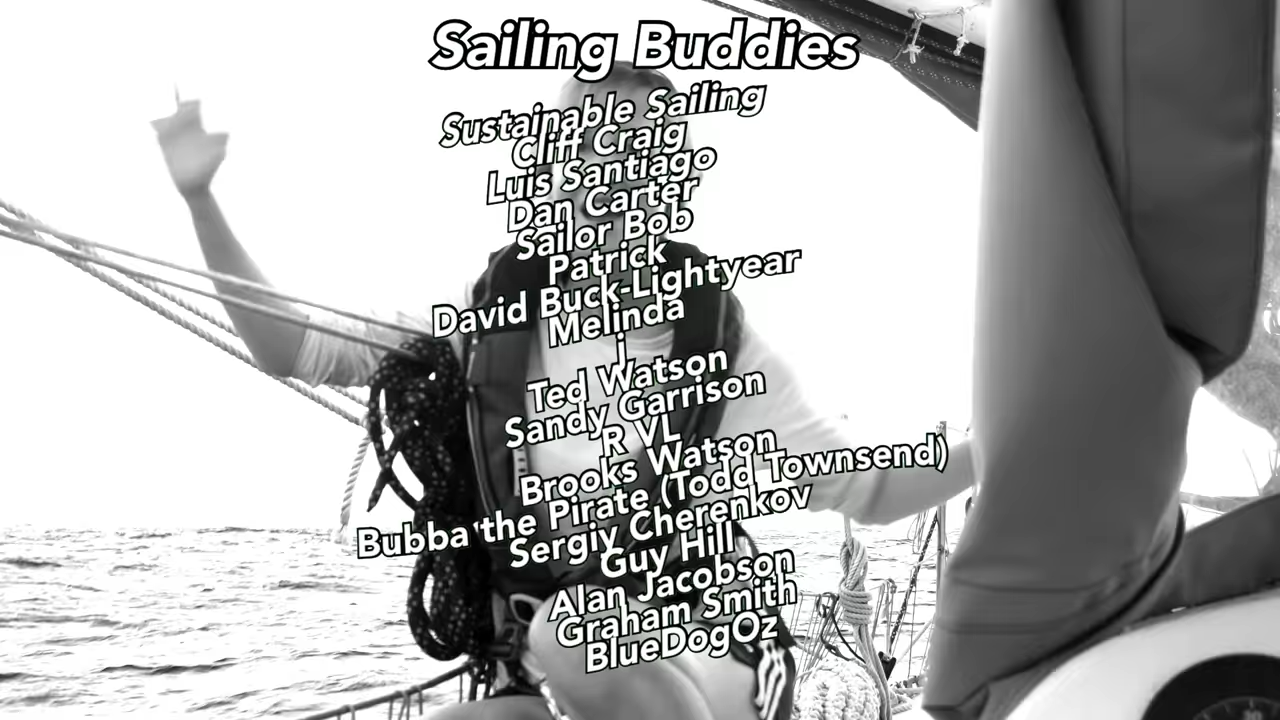 Sailing Buddies
Sustainable Sailing
Cliff Craig
Luis Santiago
Dan Carter
Sailor Bob
Patrick
David Buck-Lightyear
Melinda
j
Ted Watson
Sandy Garrison
R VL
Brooks Watson
Bubba the Pirate (Todd Townsend)
Sergiy Cherenkov
Guy Hill
Alan Jacobson
Graham Smith
BlueDogOz